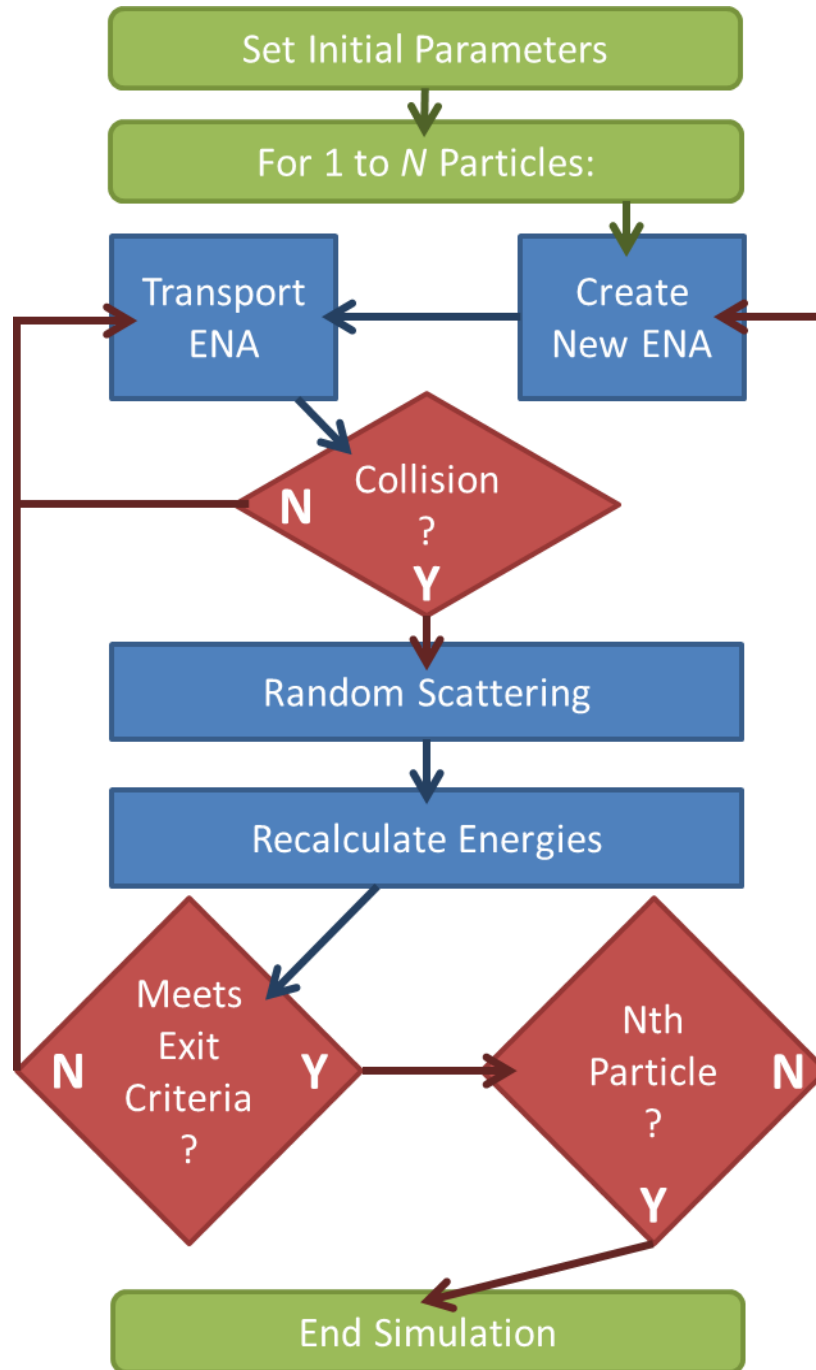 Set Initial Parameters
For 1 to N Particles:
Transport
ENA
Create
New ENA
Collision
?
N
Y
Random Scattering
Recalculate Energies
Meets
Exit
Criteria
?
N
Y
Nth
Particle
?
N
Y
End Simulation